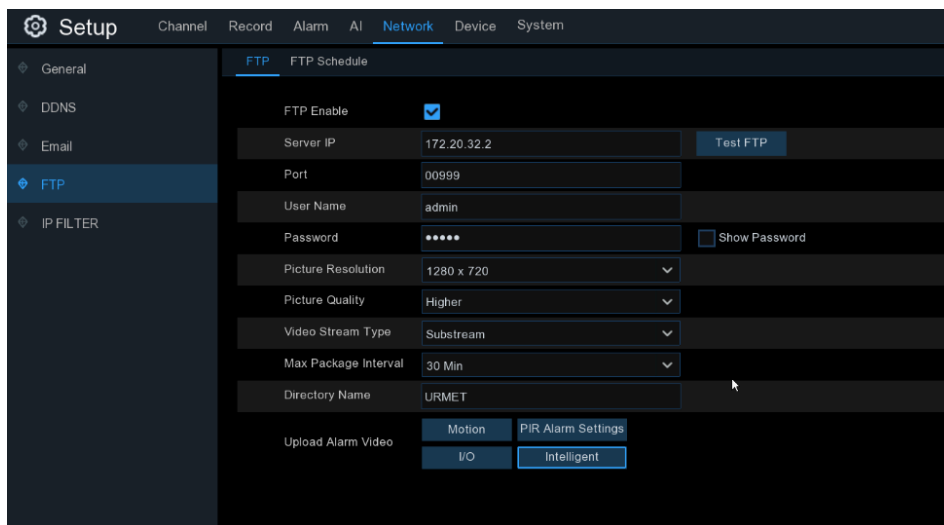 Setup Channel Record Alarm AI Network Device System
General
DDNS
Email
FTP
IP FILTER
FTP FTP Schedule
FTP Enable
Server IP 172.20.32.2 Test FTP
Port 00999
User Name admin
Password ••••• Show Password
Picture Resolution 1280 x 720
Picture Quality Higher
Video Stream Type Substream
Max Package Interval 30 Min
Directory Name URMET
Upload Alarm Video Motion PIR Alarm Settings
I/O Intelligent